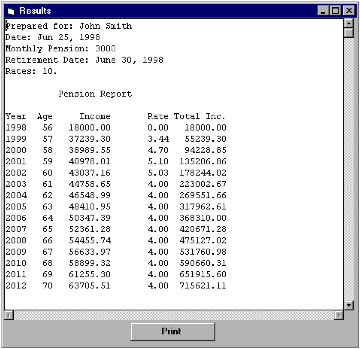 Results
Prepared for: John Smith
Date: Jun 25, 1998
Monthly Pension: 3000
Retirement Date: June 30, 1998
Rates: 10.
Pension Report
Year Age Income Rate Total Inc.
1998 56 18000.00 0.00 18000.00
1999 57 37239.30 3.44 55239.30
2000 58 38989.55 4.70 94228.85
2001 59 40978.01 5.10 135206.86
2002 60 43037.16 5.03 178244.02
2003 61 44758.65 4.00 223002.67
2004 62 46548.99 4.00 269551.66
2005 63 48410.95 4.00 317962.61
2006 64 50347.39 4.00 368310.00
2007 65 52361.28 4.00 420671.28
2008 66 54455.74 4.00 475127.02
2009 67 56633.97 4.00 531760.98
2010 68 58899.32 4.00 590660.31
2011 69 61255.30 4.00 651915.60
2012 70 63705.51 4.00 715621.11
Print